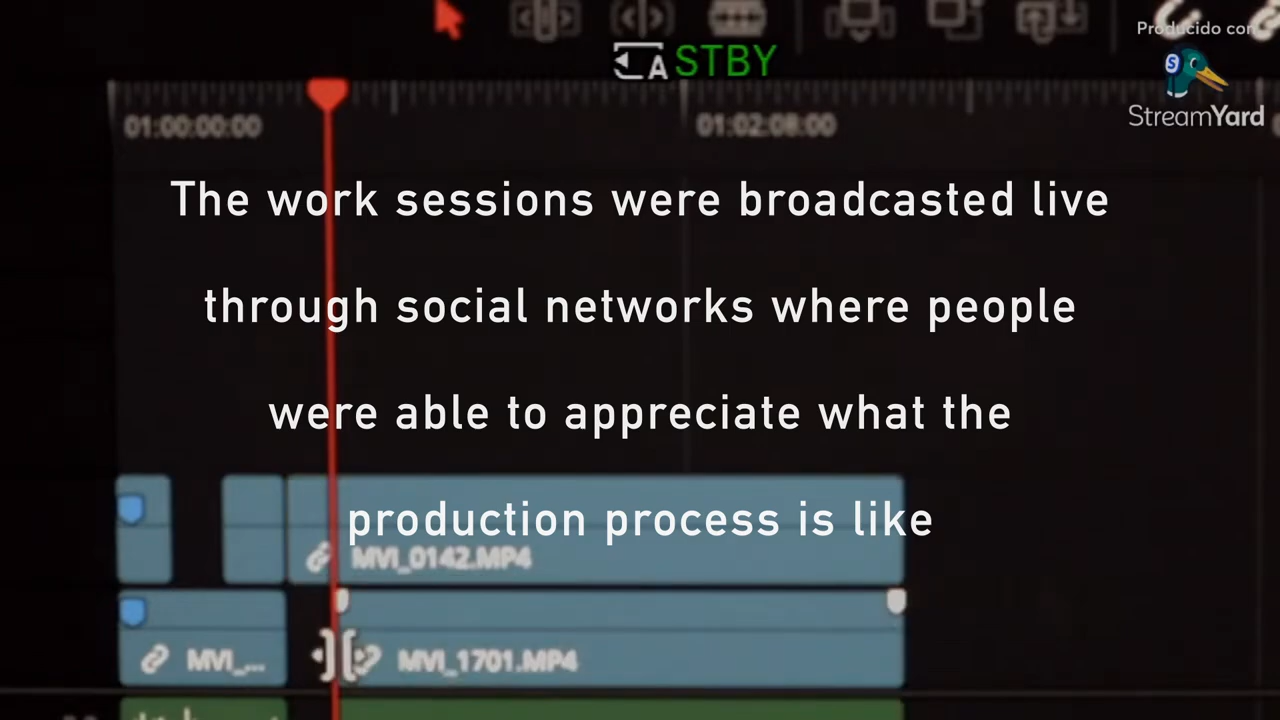 Producido con
A STBY
StreamYard
01:00:00:00
01:02:08:00
The work sessions were broadcasted live
through social networks where people
were able to appreciate what the
production process is like
MVI_0142.MP4
MVI_...
MVI_1701.MP4